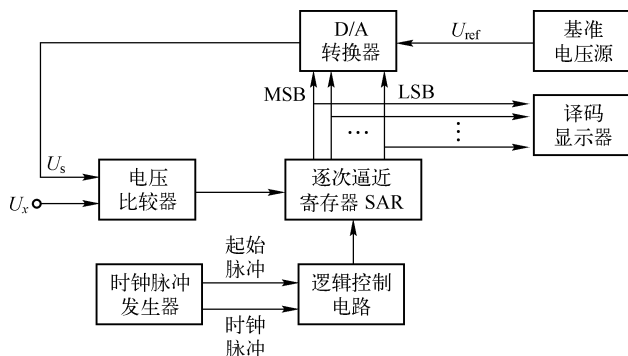 D/A
转换器
U_ref
基准
电压源
MSB
LSB
译码
显示器
...
⋮
U_s
U_x
电压
比较器
逐次逼近
寄存器 SAR
起始
脉冲
时钟脉冲
发生器
逻辑控制
电路
时钟
脉冲